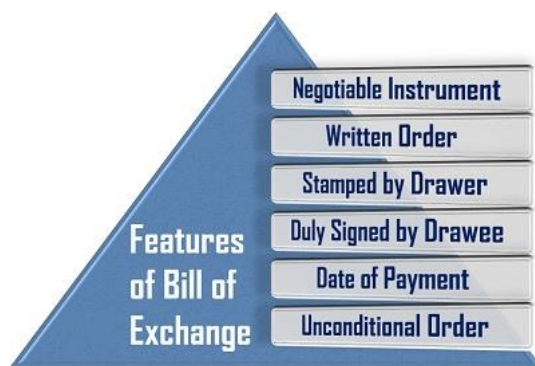 Negotiable Instrument
Written Order
Stamped by Drawer
Duly Signed by Drawee
Date of Payment
Unconditional Order
Features
of Bill of
Exchange